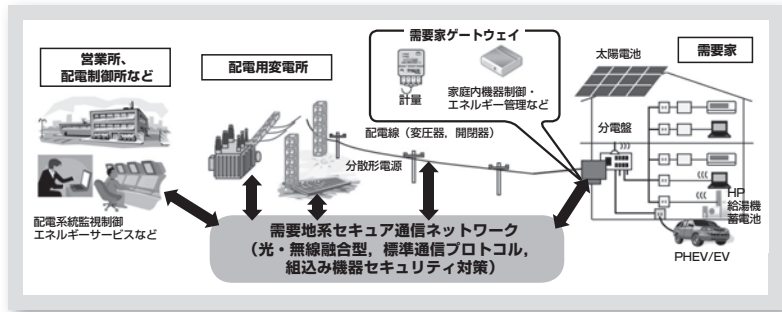 営業所、
配電制御所など
配電用変電所
需要家ゲートウェイ
計量
家庭内機器制御・
エネルギー管理など
太陽電池
需要家
配電線（変圧器，開閉器）
分散形電源
分電盤
HP
給湯機
蓄電池
PHEV/EV
配電系統監視制御
エネルギーサービスなど
需要地系セキュア通信ネットワーク
（光・無線融合型，標準通信プロトコル，
組込み機器セキュリティ対策）